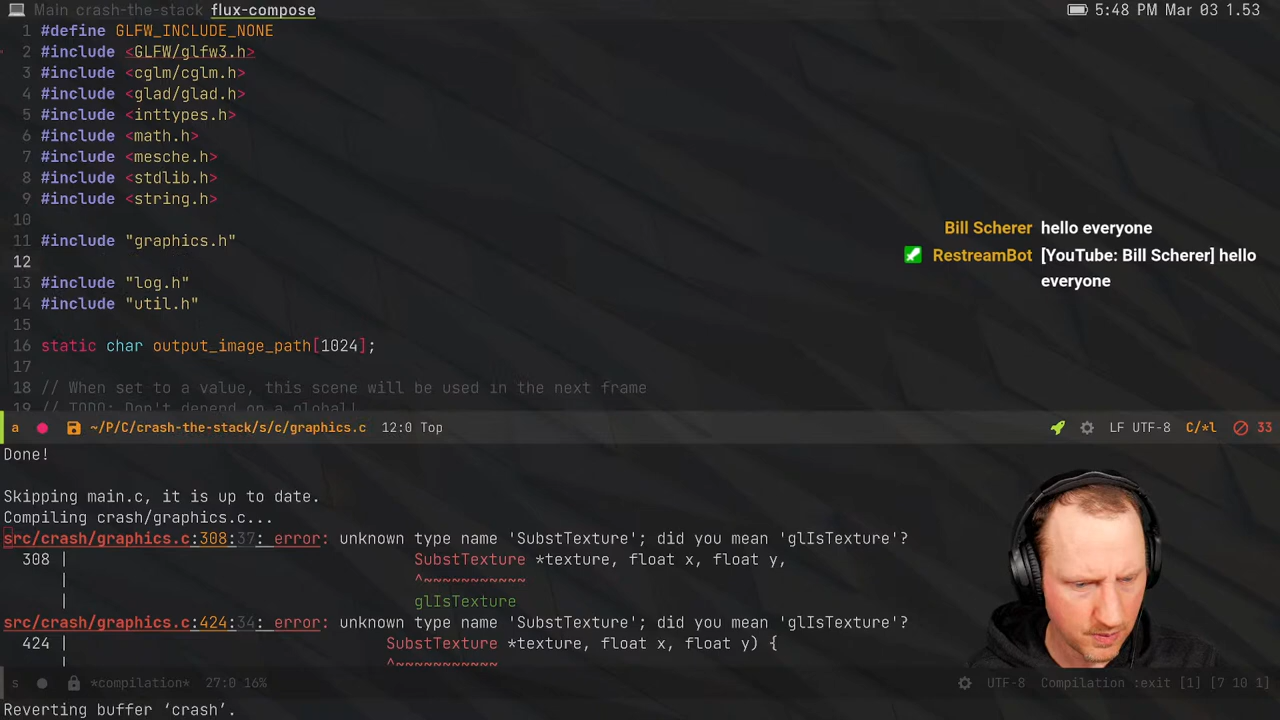 Main crash-the-stack flux-compose 5:48 PM Mar 03 1.53
1 #define GLFW_INCLUDE_NONE
2 #include <GLFW/glfw3.h>
3 #include <cglm/cglm.h>
4 #include <glad/glad.h>
5 #include <inttypes.h>
6 #include <math.h>
7 #include <mesche.h>
8 #include <stdlib.h>
9 #include <string.h>
10
11 #include "graphics.h"
12
13 #include "log.h"
14 #include "util.h"
15
16 static char output_image_path[1024];
17
18 // When set to a value, this scene will be used in the next frame
19 // TODO: Don't depend on a global!
Bill Scherer hello everyone
RestreamBot [YouTube: Bill Scherer] hello
everyone
a ~/P/C/crash-the-stack/s/c/graphics.c 12:0 Top LF UTF-8 C/*l 33
Done!
Skipping main.c, it is up to date.
Compiling crash/graphics.c...
src/crash/graphics.c:308:37: error: unknown type name 'SubstTexture'; did you mean 'glIsTexture'?
308 | SubstTexture *texture, float x, float y,
| ^~~~~~~~~~~~
| glIsTexture
src/crash/graphics.c:424:34: error: unknown type name 'SubstTexture'; did you mean 'glIsTexture'?
424 | SubstTexture *texture, float x, float y) {
| ^~~~~~~~~~~~
s *compilation* 27:0 16% UTF-8 Compilation :exit [1] [7 10 1]
Reverting buffer ‘crash’.